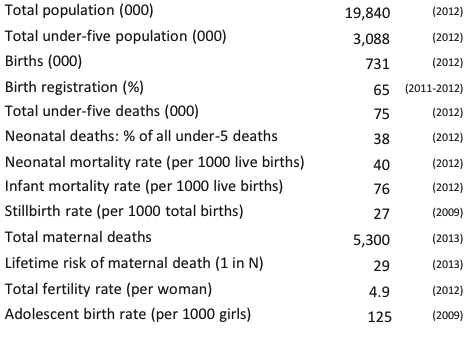 Total population (000) 19,840 (2012)
Total under-five population (000) 3,088 (2012)
Births (000) 731 (2012)
Birth registration (%) 65 (2011-2012)
Total under-five deaths (000) 75 (2012)
Neonatal deaths: % of all under-5 deaths 38 (2012)
Neonatal mortality rate (per 1000 live births) 40 (2012)
Infant mortality rate (per 1000 live births) 76 (2012)
Stillbirth rate (per 1000 total births) 27 (2009)
Total maternal deaths 5,300 (2013)
Lifetime risk of maternal death (1 in N) 29 (2013)
Total fertility rate (per woman) 4.9 (2012)
Adolescent birth rate (per 1000 girls) 125 (2009)